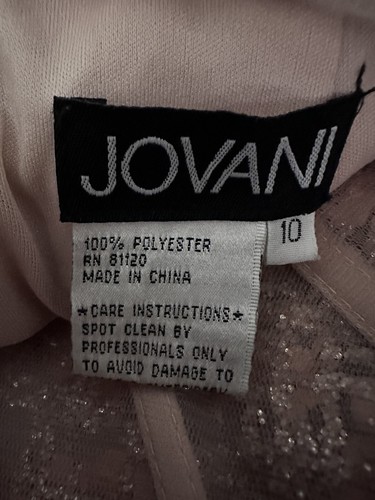 JOVANI
10
100% POLYESTER
RN 81120
MADE IN CHINA
★CARE INSTRUCTIONS★
SPOT CLEAN BY
PROFESSIONALS ONLY
TO AVOID DAMAGE TO